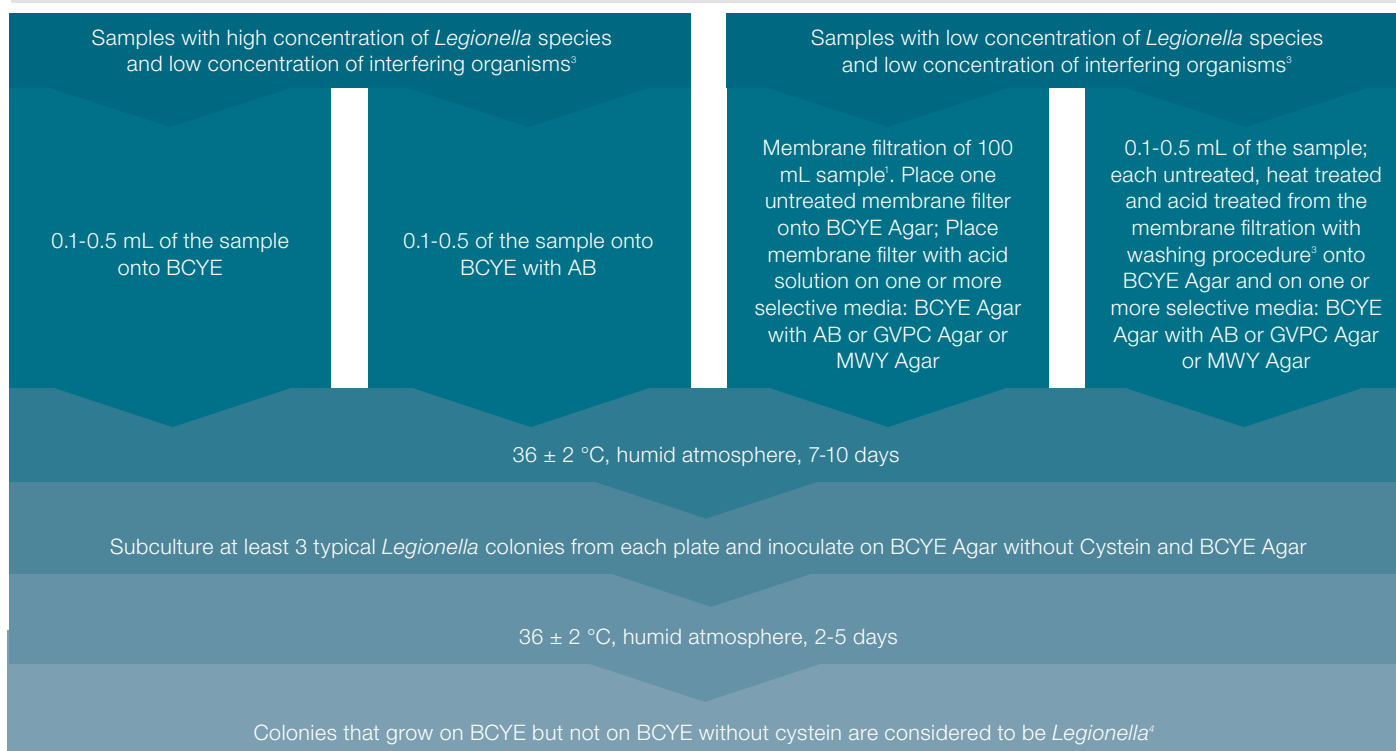 Samples with high concentration of Legionella species
and low concentration of interfering organisms³
Samples with low concentration of Legionella species
and low concentration of interfering organisms³
0.1-0.5 mL of the sample
onto BCYE
0.1-0.5 of the sample onto
BCYE with AB
Membrane filtration of 100
mL sample¹. Place one
untreated membrane filter
onto BCYE Agar; Place
membrane filter with acid
solution on one or more
selective media: BCYE Agar
with AB or GVPC Agar or
MWY Agar
0.1-0.5 mL of the sample;
each untreated, heat treated
and acid treated from the
membrane filtration with
washing procedure³ onto
BCYE Agar and on one or
more selective media: BCYE
Agar with AB or GVPC Agar
or MWY Agar
36 ± 2 °C, humid atmosphere, 7-10 days
Subculture at least 3 typical Legionella colonies from each plate and inoculate on BCYE Agar without Cystein and BCYE Agar
36 ± 2 °C, humid atmosphere, 2-5 days
Colonies that grow on BCYE but not on BCYE without cystein are considered to be Legionella⁴